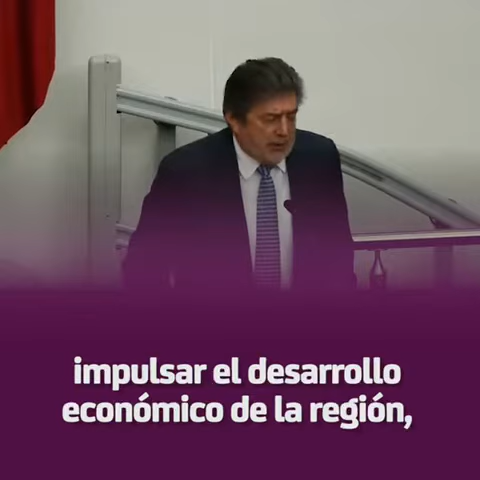 impulsar el desarrollo
económico de la región,